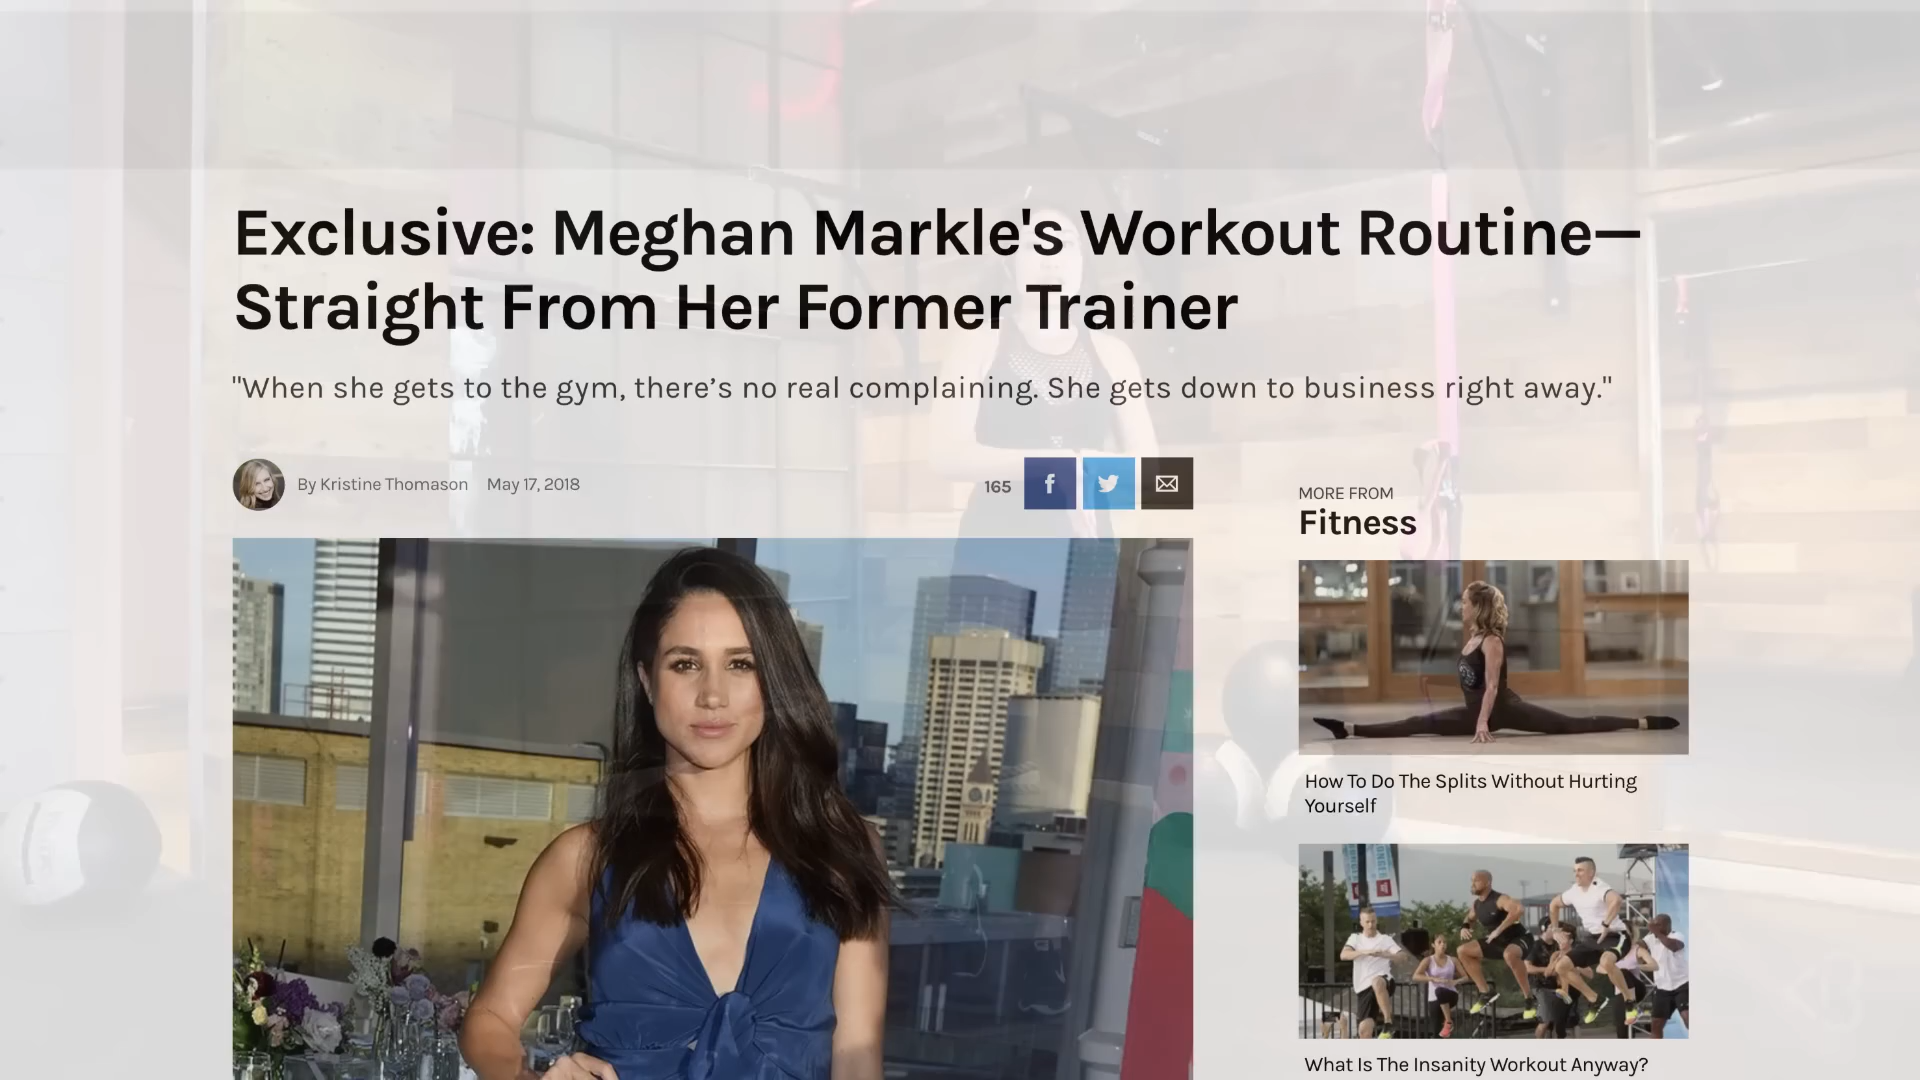 Exclusive: Meghan Markle's Workout Routine—
Straight From Her Former Trainer
"When she gets to the gym, there’s no real complaining. She gets down to business right away."
By Kristine Thomason May 17, 2018
165
MORE FROM
Fitness
How To Do The Splits Without Hurting
Yourself
What Is The Insanity Workout Anyway?